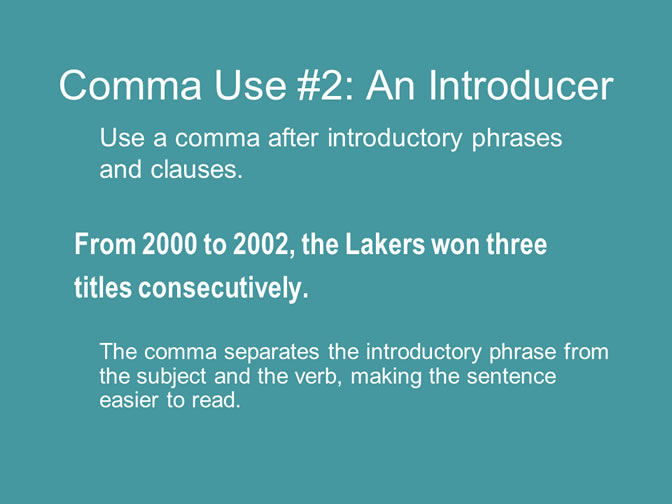 Comma Use #2: An Introducer
Use a comma after introductory phrases
and clauses.
From 2000 to 2002, the Lakers won three
titles consecutively.
The comma separates the introductory phrase from
the subject and the verb, making the sentence
easier to read.